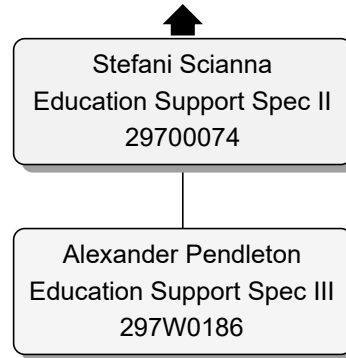 Stefani Scianna
Education Support Spec II
29700074
Alexander Pendleton
Education Support Spec III
297W0186